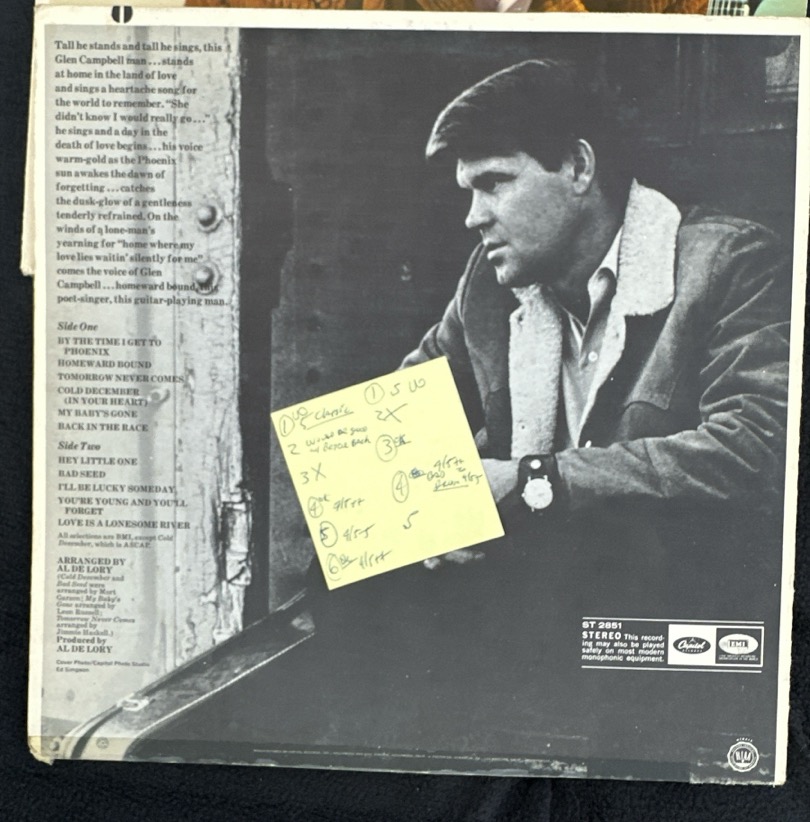 Tall he stands and tall he sings, this
Glen Campbell man...stands
at home in the land of love
and sings a heartache song for
the world to remember. "She
didn't know I would really go..."
he sings and a day in the
death of love begins...his voice
warm-gold as the Phoenix
sun awakes the dawn of
forgetting...catches
the dusk-glow of a gentleness
tenderly refrained. On the
winds of a lone-man's
yearning for "home where my
love lies waitin' silently for me"
comes the voice of Glen
Campbell...homeward bound, this
poet-singer, this guitar-playing man.
Side One
BY THE TIME I GET TO
PHOENIX
HOMEWARD BOUND
TOMORROW NEVER COMES
COLD DECEMBER
(IN YOUR HEART)
MY BABY'S GONE
BACK IN THE RACE
Side Two
HEY LITTLE ONE
BAD SEED
I'LL BE LUCKY SOMEDAY
YOU'RE YOUNG AND YOU'LL
FORGET
LOVE IS A LONESOME RIVER
All selections are BMI, except Cold
December, which is ASCAP.
ARRANGED BY
AL DE LORY
(Cold December and
Bad Seed were
arranged by Mort
Garson; My Baby's
Gone arranged by
Leon Russell;
Tomorrow Never Comes
arranged by
Jimmie Haskell.)
Produced by
AL DE LORY
Cover Photo/Capitol Photo Studio
Ed Simpson
1 Classic
2
3X
4
5
6
1 5
2X
3
4
5
ST 2851
STEREO This record-
ing may also be played
safely on most modern
monophonic equipment.
Capitol
EMI
RIAA